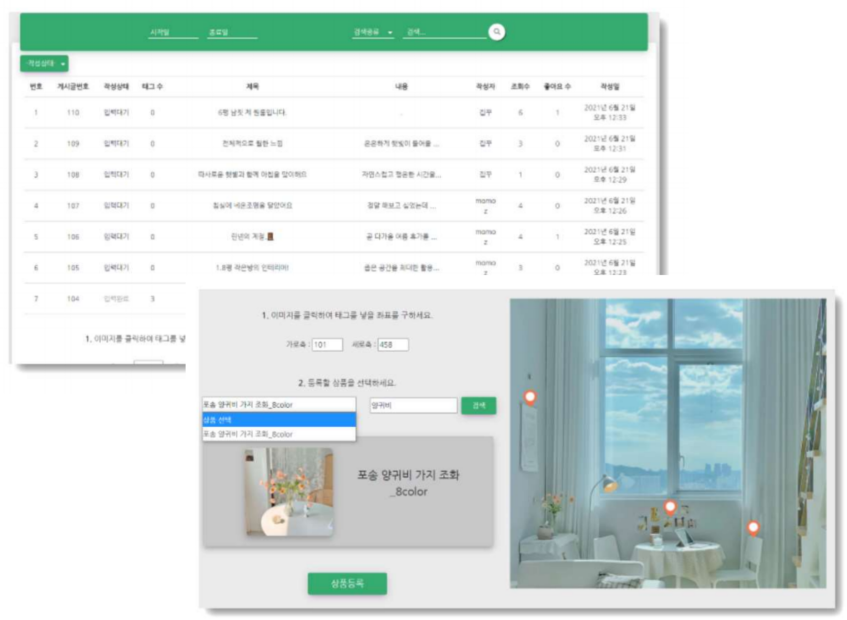 시작일 종료일 검색종류 검색...
작성상태
번호 게시글번호 작성상태 태그 수 제목 내용 작성자 조회수 좋아요 수 작성일
1 110 입력대기 0 6평 남짓 저 원룸입니다. . 집꾸 6 1 2021년 6월 21일
오후 12:33
2 109 입력대기 0 전체적으로 월한 느낌 은은하게 햇빛이 들어올 ... 집꾸 3 0 2021년 6월 21일
오후 12:31
3 108 입력대기 0 따사로운 햇볕과 함께 아침을 맞이해요 자연스럽고 평온한 시간을... 집꾸 1 0 2021년 6월 21일
오후 12:29
4 107 입력대기 0 침실에 네온조명을 달았어요 정말 해보고 싶었는데 ... momo
z 4 0 2021년 6월 21일
오후 12:26
5 106 입력대기 0 린넨의 계절 곧 다가올 여름 휴가를 ... momo
z 4 1 2021년 6월 21일
오후 12:25
6 105 입력대기 0 1.8평 작은방의 인테리어! 좁은 공간을 최대한 활용... momo
z 3 0 2021년 6월 21일
오후 12:23
7 104 입력완료 3
1. 이미지를 클릭하여 태그를 넣
1. 이미지를 클릭하여 태그를 넣을 좌표를 구하세요.
가로축 : 101 세로축 : 458
2. 등록할 상품을 선택하세요.
포송 양귀비 가지 조화_8color 양귀비 검색
상품 선택
포송 양귀비 가지 조화_8color
포송 양귀비 가지 조화
_8color
상품등록